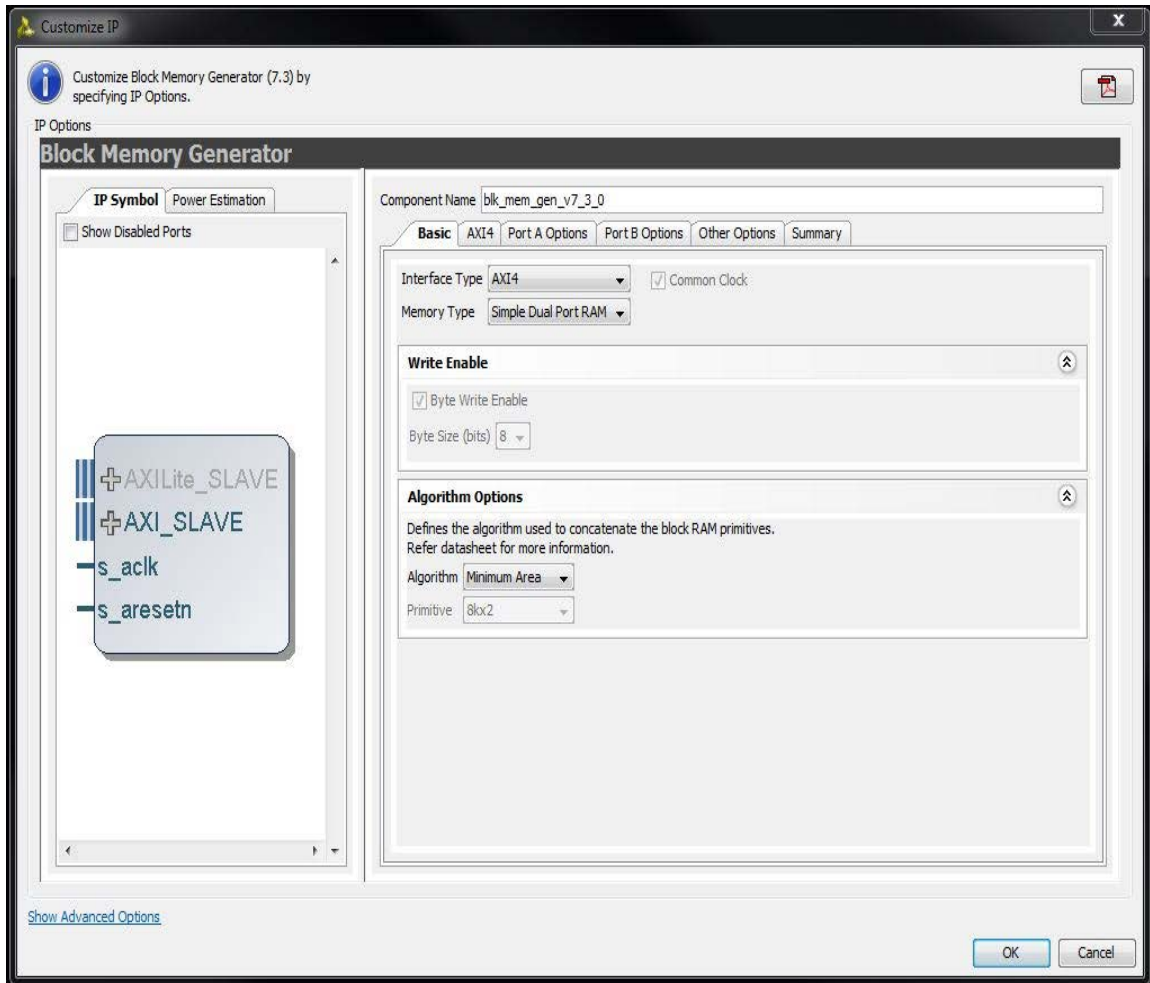 Customize IP
X
Customize Block Memory Generator (7.3) by
specifying IP Options.
IP Options
Block Memory Generator
IP Symbol Power Estimation
Show Disabled Ports
AXILite_SLAVE
AXI_SLAVE
s_aclk
s_aresetn
Component Name blk_mem_gen_v7_3_0
Basic AXI4 Port A Options Port B Options Other Options Summary
Interface Type AXI4 Common Clock
Memory Type Simple Dual Port RAM
Write Enable
Byte Write Enable
Byte Size (bits) 8
Algorithm Options
Defines the algorithm used to concatenate the block RAM primitives.
Refer datasheet for more information.
Algorithm Minimum Area
Primitive 8kx2
Show Advanced Options
OK Cancel